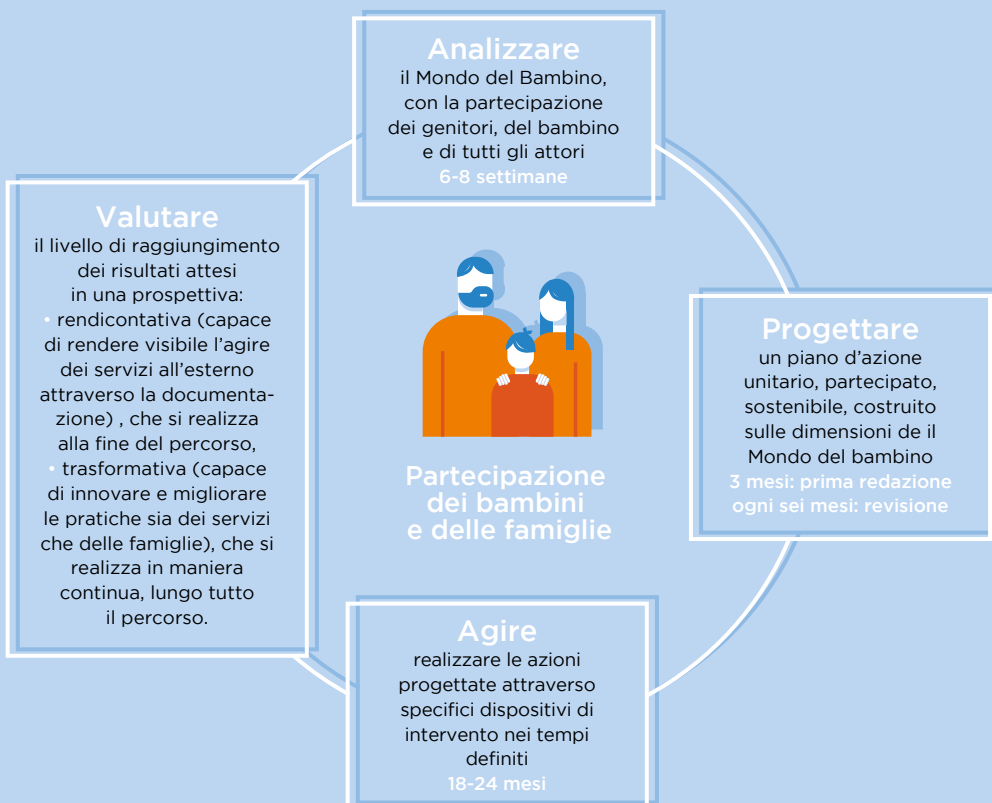 Analizzare
il Mondo del Bambino,
con la partecipazione
dei genitori, del bambino
e di tutti gli attori
6-8 settimane
Progettare
un piano d’azione
unitario, partecipato,
sostenibile, costruito
sulle dimensioni de il
Mondo del bambino
3 mesi: prima redazione
ogni sei mesi: revisione
Agire
realizzare le azioni
progettate attraverso
specifici dispositivi di
intervento nei tempi
definiti
18-24 mesi
Valutare
il livello di raggiungimento
dei risultati attesi
in una prospettiva:
• rendicontativa (capace
di rendere visibile l’agire
dei servizi all’esterno
attraverso la documenta-
zione) , che si realizza
alla fine del percorso,
• trasformativa (capace
di innovare e migliorare
le pratiche sia dei servizi
che delle famiglie), che si
realizza in maniera
continua, lungo tutto
il percorso.
Partecipazione
dei bambini
e delle famiglie